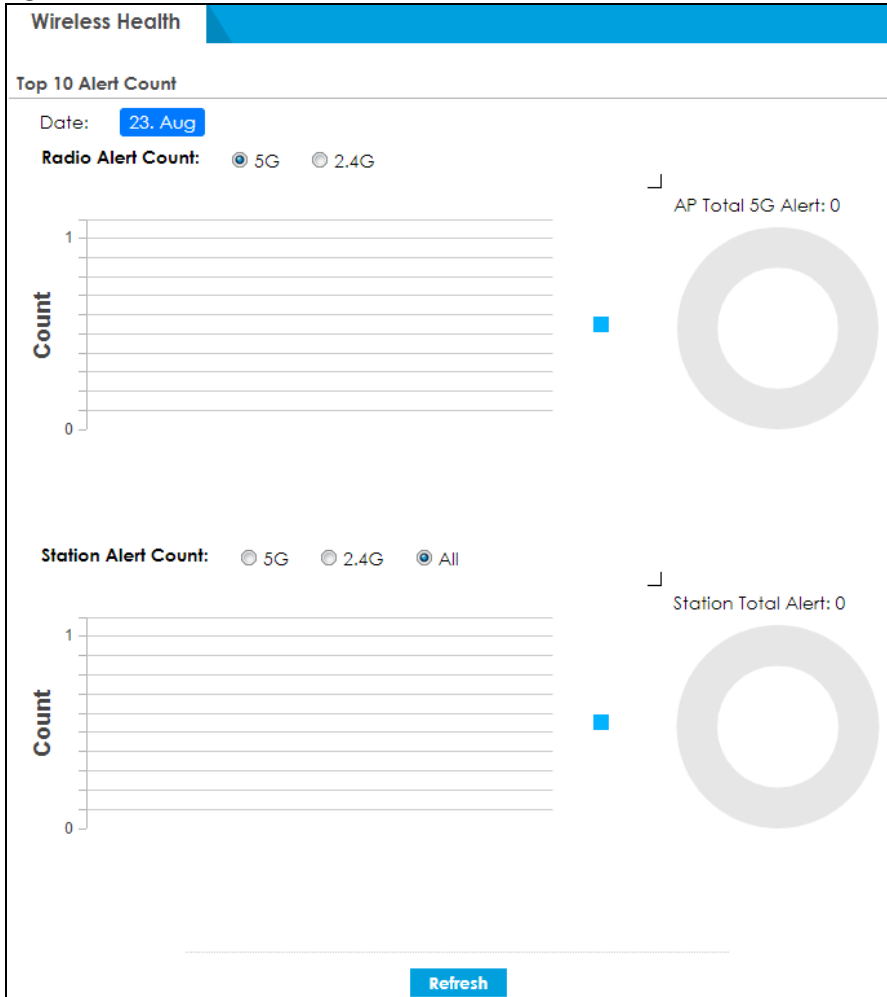 Wireless Health
Top 10 Alert Count
Date: 23. Aug
Radio Alert Count: 5G 2.4G
AP Total 5G Alert: 0
1
Count
0
Station Alert Count: 5G 2.4G All
Station Total Alert: 0
1
Count
0
Refresh